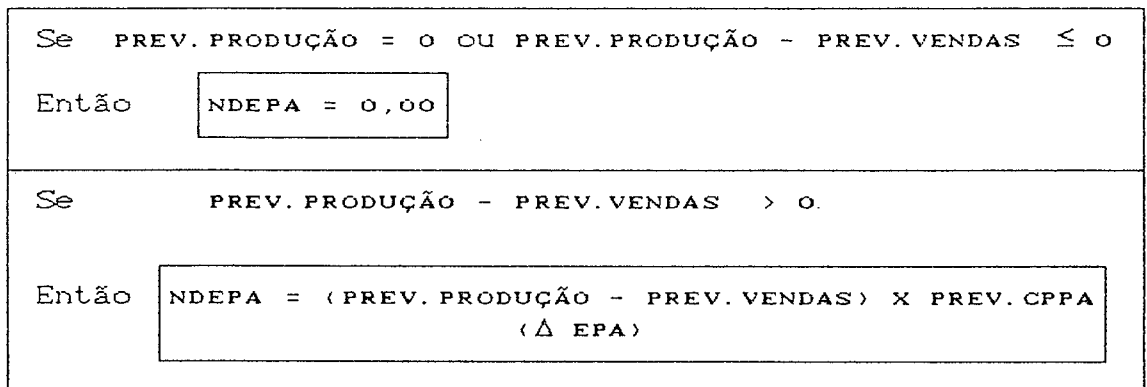 Se PREV. PRODUÇÃO = 0 OU PREV.PRODUÇÃO - PREV. VENDAS ≤ 0
Então NDEPA = 0,00
Se PREV. PRODUÇÃO - PREV. VENDAS > 0.
Então NDEPA = (PREV. PRODUÇÃO - PREV. VENDAS) X PREV. CPPA
(Δ EPA)